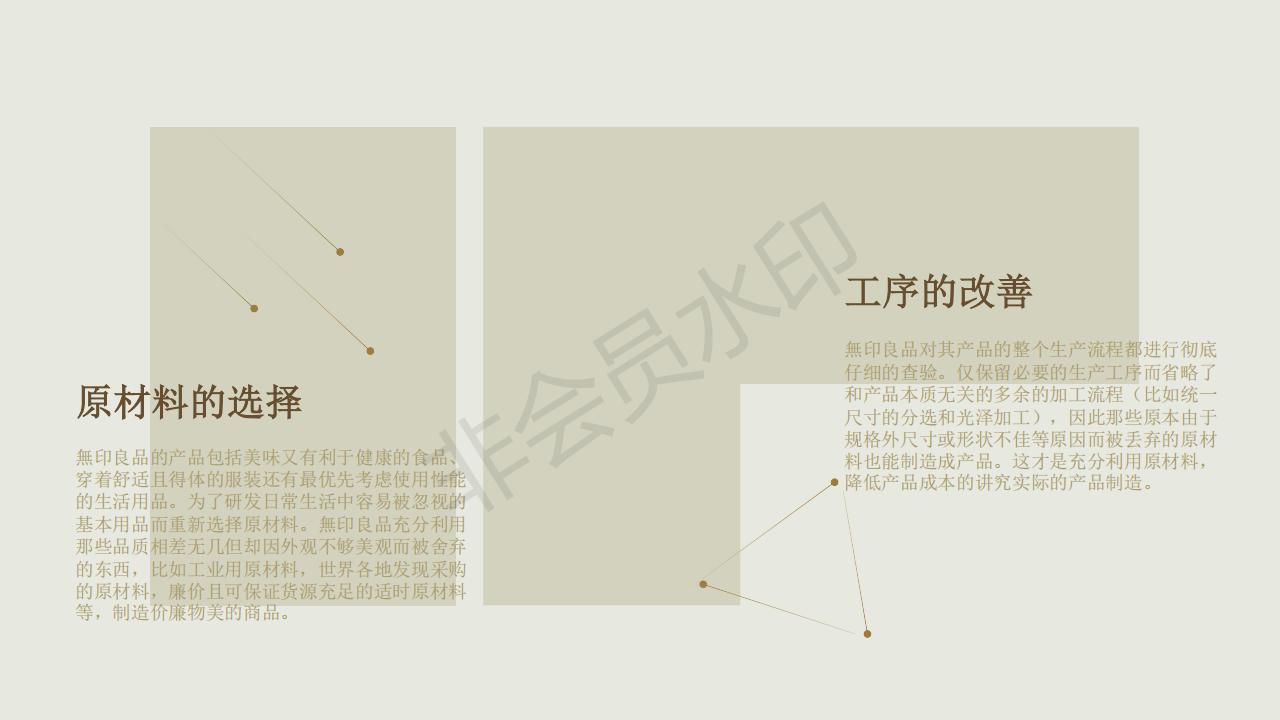 原材料的选择
無印良品的产品包括美味又有利于健康的食品、
穿着舒适且得体的服装还有最优先考虑使用性能
的生活用品。为了研发日常生活中容易被忽视的
基本用品而重新选择原材料。無印良品充分利用
那些品质相差无几但却因外观不够美观而被舍弃
的东西，比如工业用原材料，世界各地发现采购
的原材料，廉价且可保证货源充足的适时原材料
等，制造价廉物美的商品。
工序的改善
無印良品对其产品的整个生产流程都进行彻底
仔细的查验。仅保留必要的生产工序而省略了
和产品本质无关的多余的加工流程（比如统一
尺寸的分选和光泽加工），因此那些原本由于
规格外尺寸或形状不佳等原因而被丢弃的原材
料也能制造成产品。这才是充分利用原材料，
降低产品成本的讲究实际的产品制造。
非会员水印